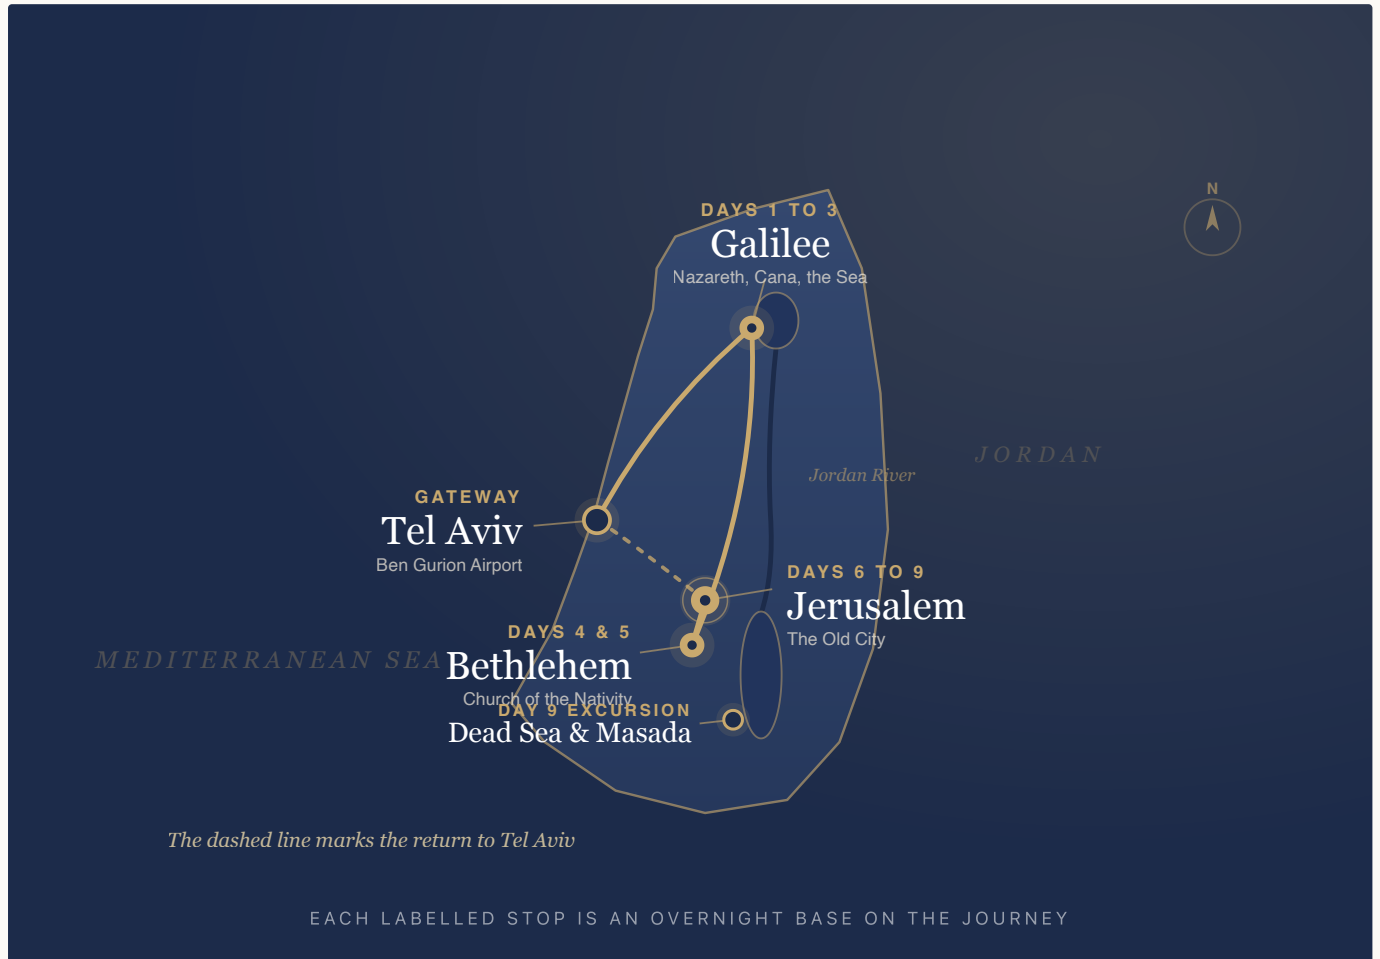 N
DAYS 1 TO 3
Galilee
Nazareth, Cana, the Sea
JORDAN
Jordan River
GATEWAY
Tel Aviv
Ben Gurion Airport
DAYS 6 TO 9
Jerusalem
The Old City
DAYS 4 & 5
Bethlehem
Church of the Nativity
MEDITERRANEAN SEA
DAY 9 EXCURSION
Dead Sea & Masada
The dashed line marks the return to Tel Aviv
EACH LABELLED STOP IS AN OVERNIGHT BASE ON THE JOURNEY